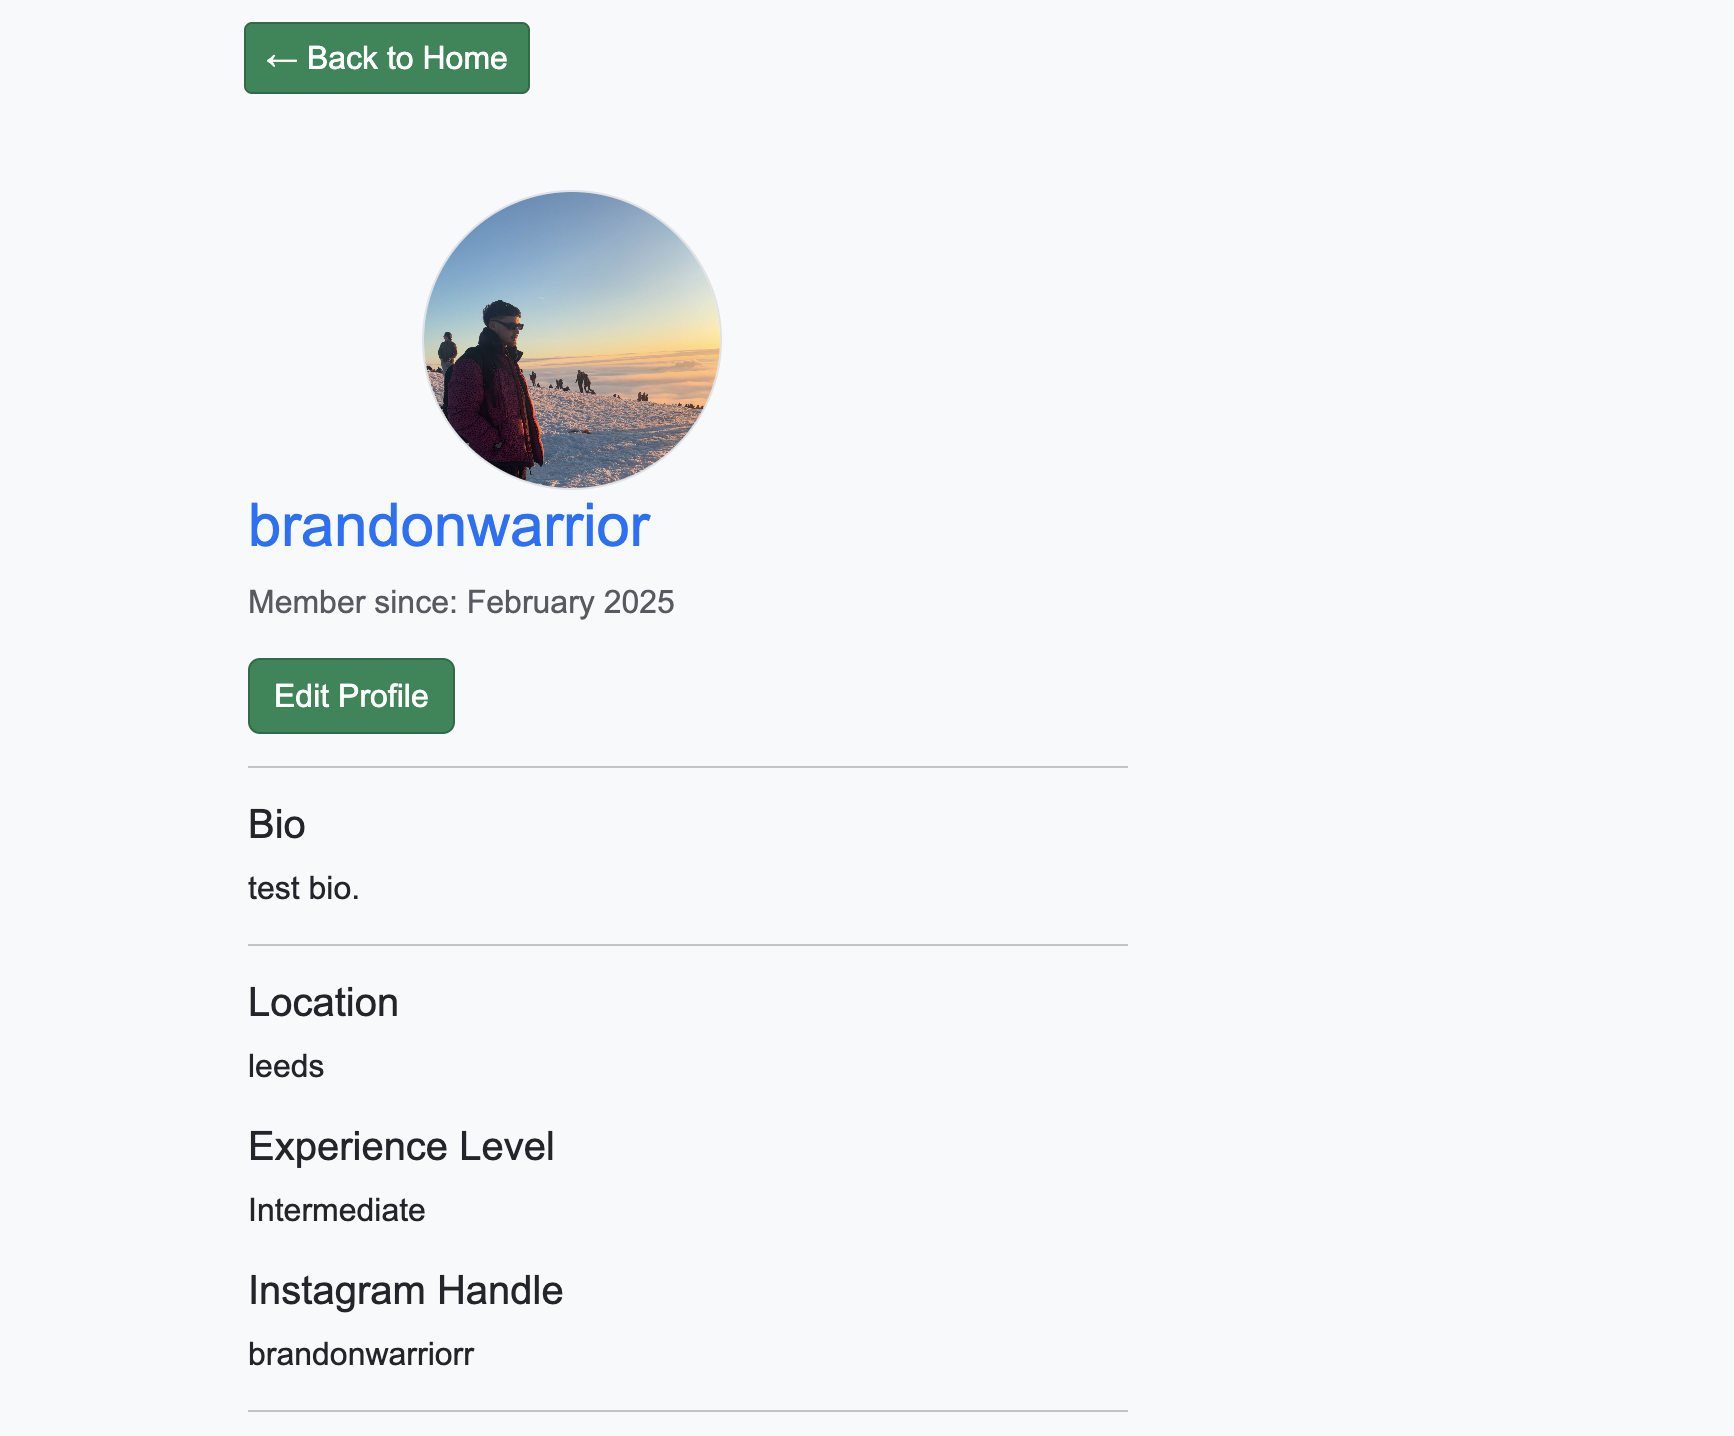 ← Back to Home
brandonwarrior
Member since: February 2025
Edit Profile
Bio
test bio.
Location
leeds
Experience Level
Intermediate
Instagram Handle
brandonwarriorr